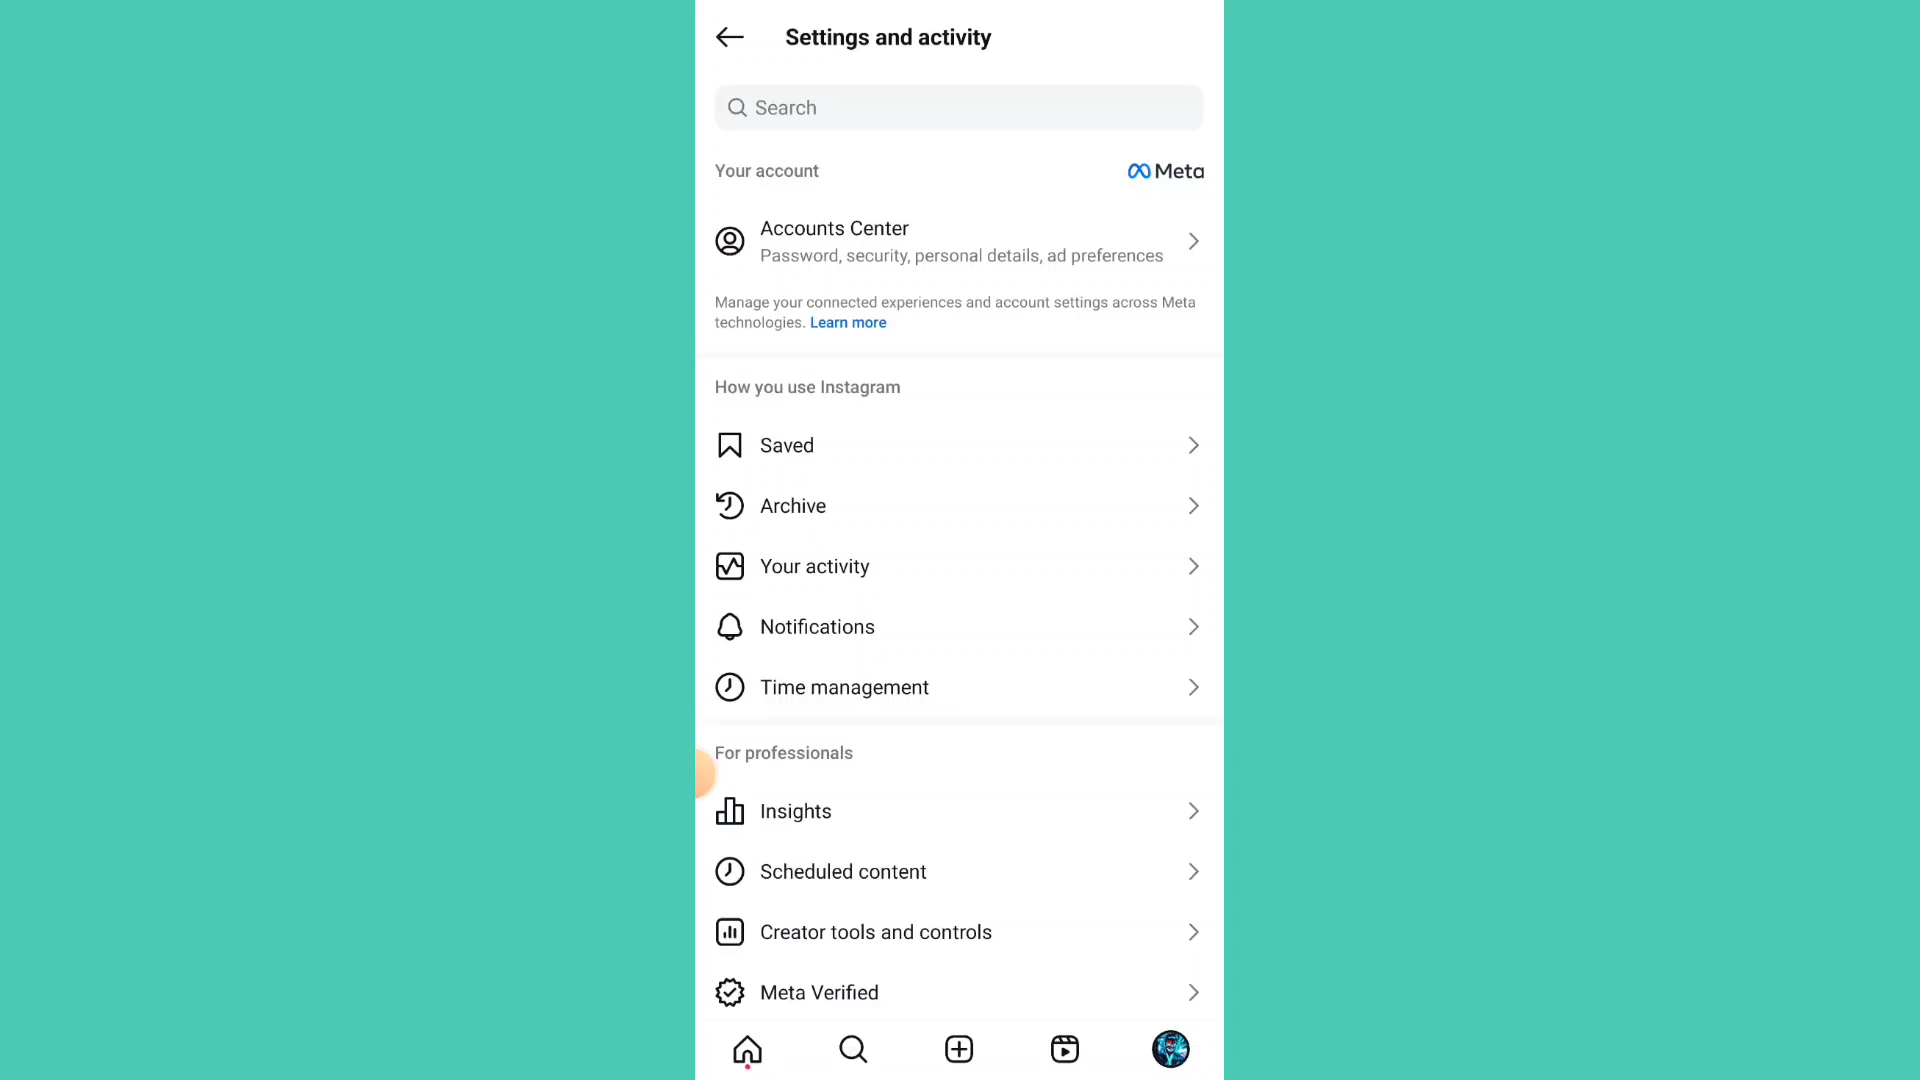 Settings and activity
Search
Your account
Meta
Accounts Center
Password, security, personal details, ad preferences
Manage your connected experiences and account settings across Meta
technologies. Learn more
How you use Instagram
Saved
Archive
Your activity
Notifications
Time management
For professionals
Insights
Scheduled content
Creator tools and controls
Meta Verified